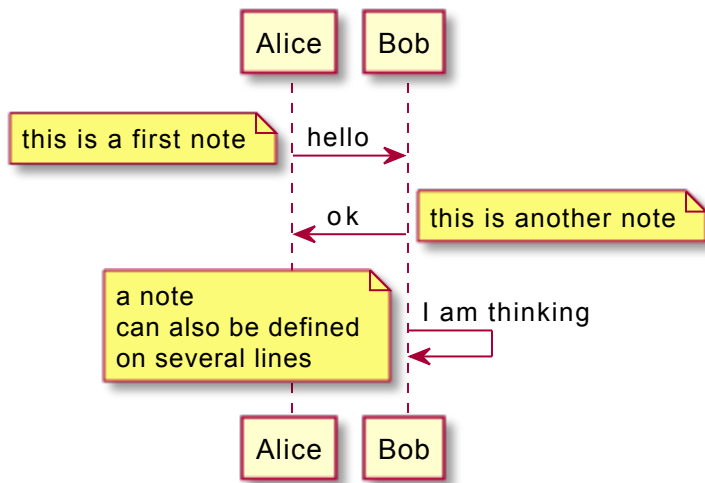 Alice
Bob
this is a first note
hello
ok
this is another note
a note
can also be defined
on several lines
I am thinking
Alice
Bob